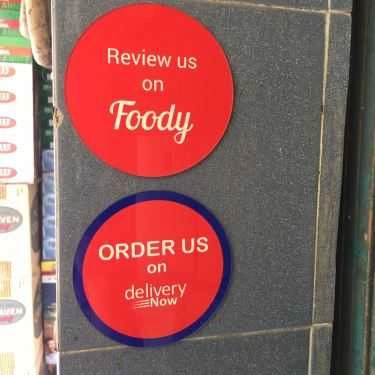 Review us
on
Foody
ORDER US
on
delivery
Now